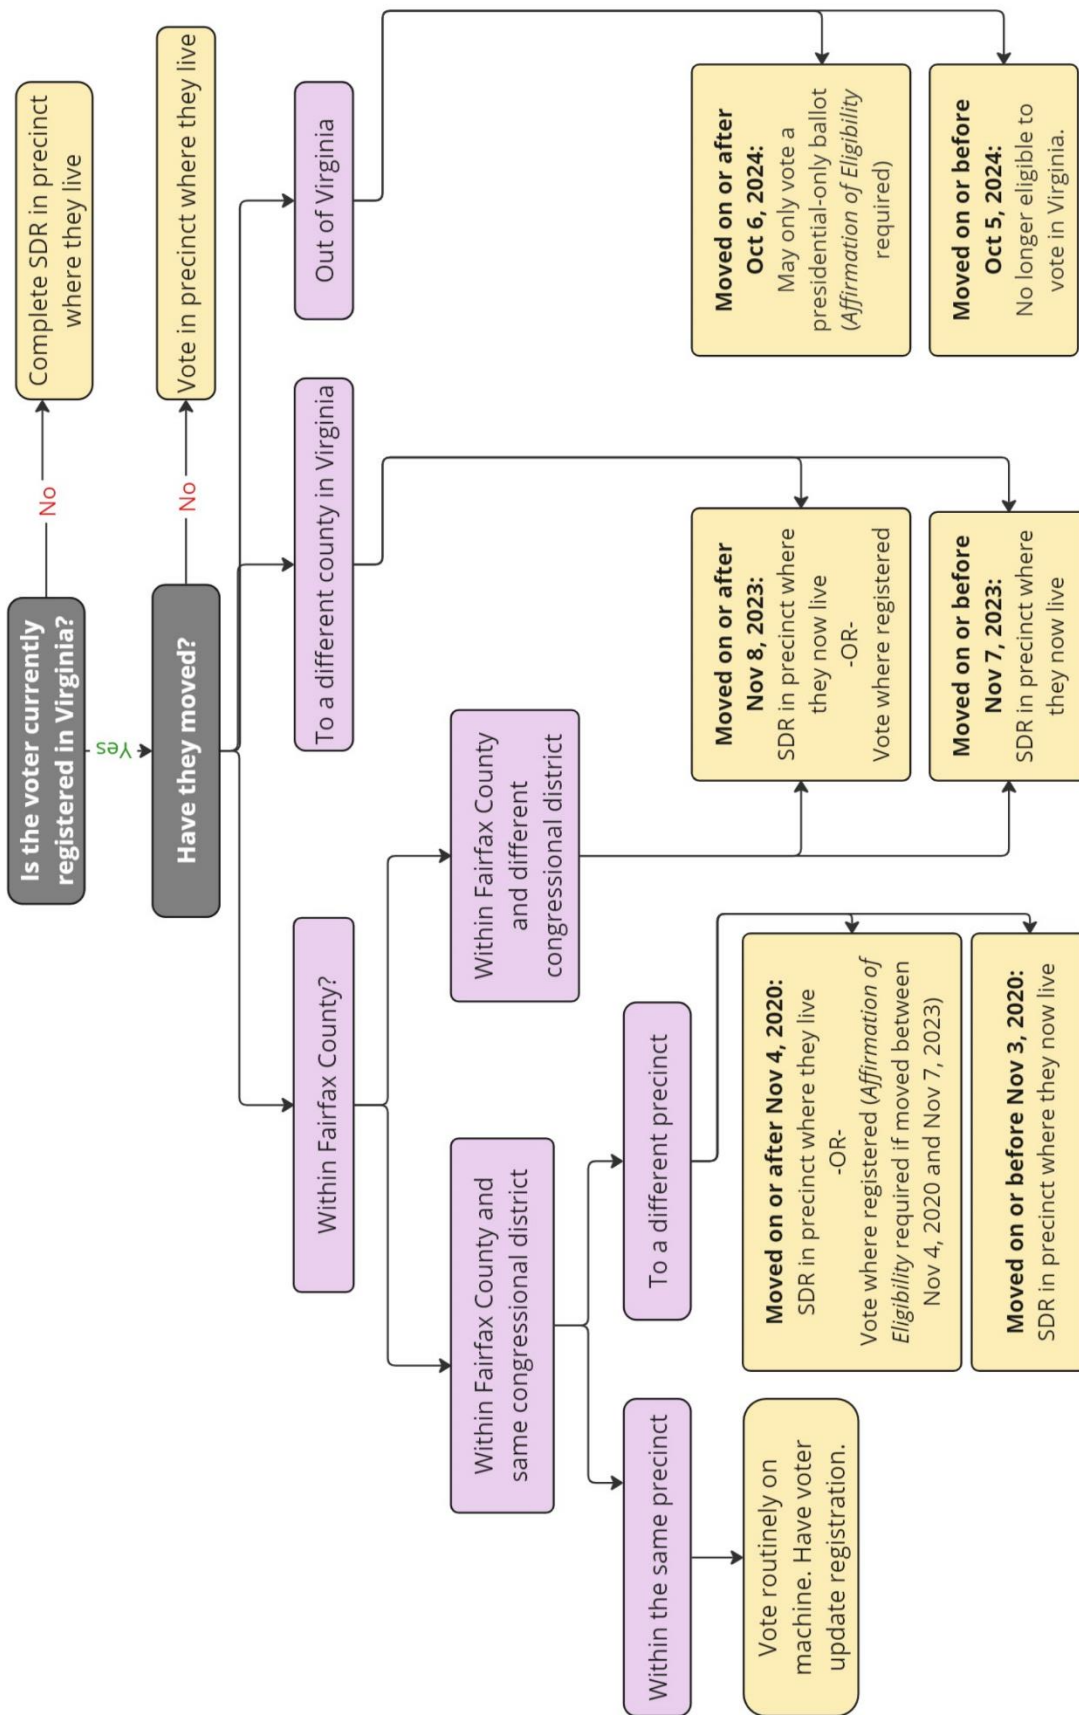 Is the voter currently
registered in Virginia?
No
Complete SDR in precinct
where they live
Yes
Have they moved?
No
Vote in precinct where they live
Within Fairfax County?
To a different county in Virginia
Out of Virginia
Within Fairfax County and
same congressional district
Within Fairfax County
and different
congressional district
Within the same precinct
To a different precinct
Vote routinely on
machine. Have voter
update registration.
Moved on or after Nov 4, 2020:
SDR in precinct where they live
-OR-
Vote where registered (Affirmation of
Eligibility required if moved between
Nov 4, 2020 and Nov 7, 2023)
Moved on or before Nov 3, 2020:
SDR in precinct where they now live
Moved on or after
Nov 8, 2023:
SDR in precinct where
they now live
-OR-
Vote where registered
Moved on or before
Nov 7, 2023:
SDR in precinct where
they now live
Moved on or after
Oct 6, 2024:
May only vote a
presidential-only ballot
(Affirmation of Eligibility
required)
Moved on or before
Oct 5, 2024:
No longer eligible to
vote in Virginia.